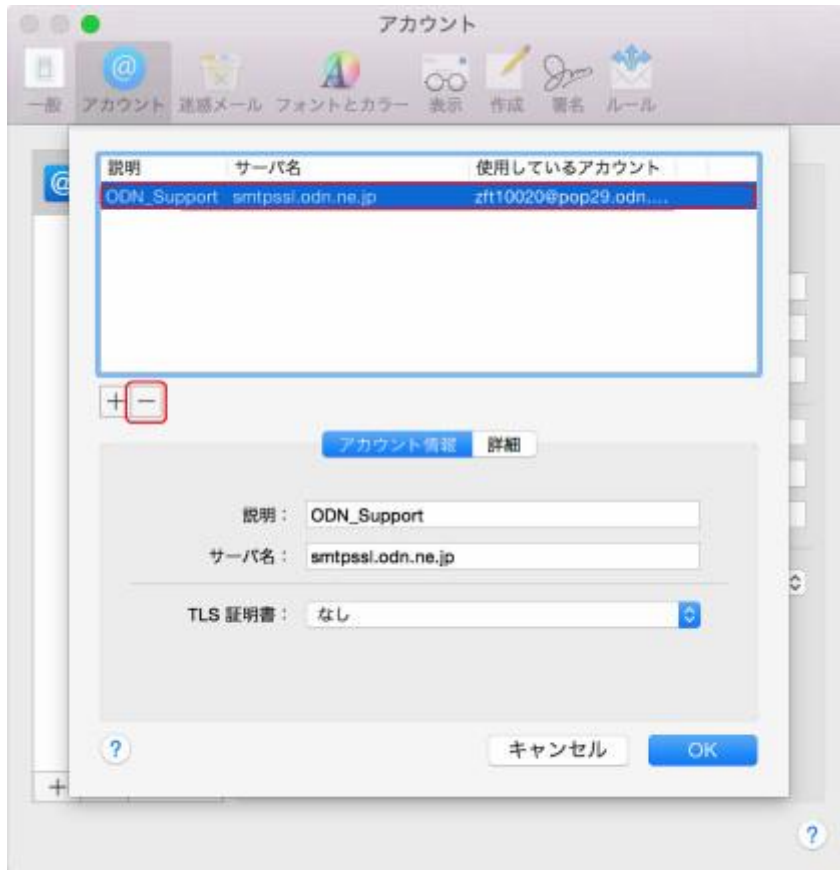 アカウント
一般 アカウント 迷惑メール フォントとカラー 表示 作成 署名 ルール
説明 サーバ名 使用しているアカウント
ODN_Support smtpssl.odn.ne.jp zft10020@pop29.odn....
+ −
アカウント情報 詳細
説明： ODN_Support
サーバ名： smtpssl.odn.ne.jp
TLS 証明書： なし
? キャンセル OK
+
?